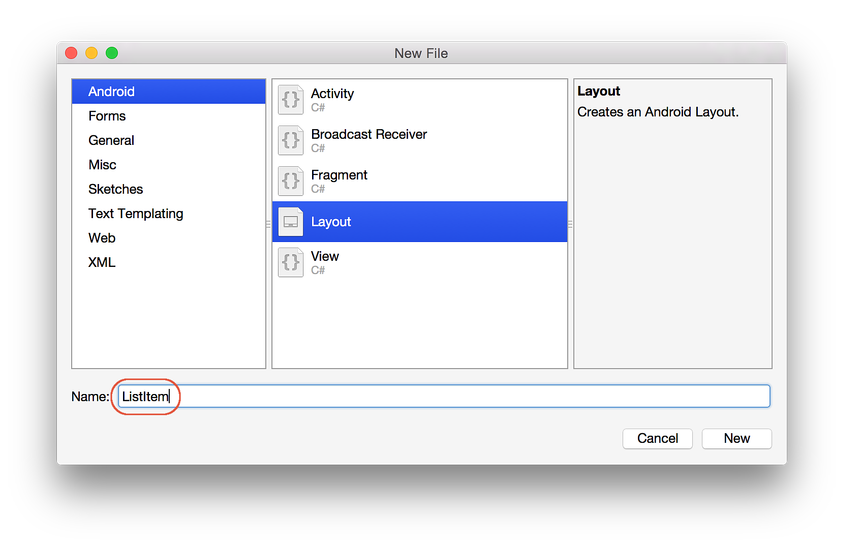 New File
Android
Forms
General
Misc
Sketches
Text Templating
Web
XML
Activity
C#
Broadcast Receiver
C#
Fragment
C#
Layout
View
C#
Layout
Creates an Android Layout.
Name: ListItem
Cancel New